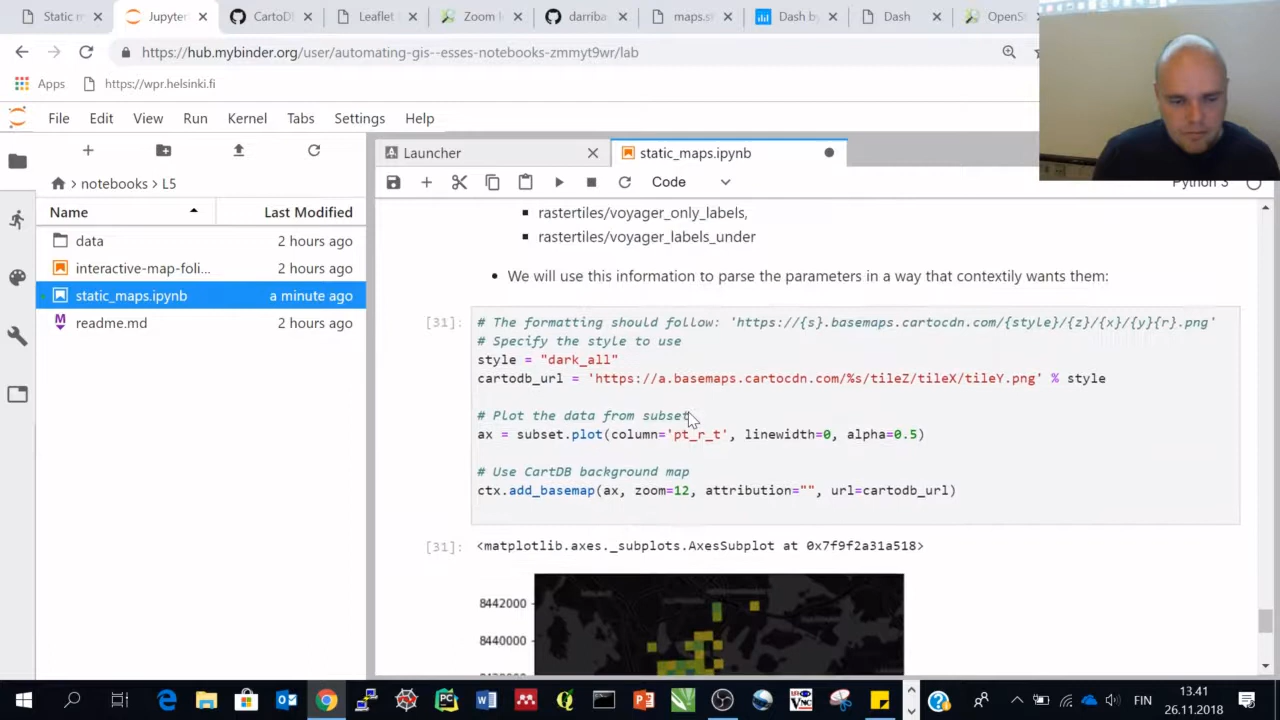 Static m
Jupyter
CartoD
Leaflet
Zoom l
darriba
maps.st
Dash by
Dash
OpenSt
https://hub.mybinder.org/user/automating-gis--esses-notebooks-zmmyt9wr/lab
Apps
https://wpr.helsinki.fi
File Edit View Run Kernel Tabs Settings Help
Launcher
static_maps.ipynb
notebooks > L5
Code
Python 3
Name Last Modified
data 2 hours ago
interactive-map-foli... 2 hours ago
static_maps.ipynb a minute ago
readme.md 2 hours ago
rastertiles/voyager_only_labels,
rastertiles/voyager_labels_under
We will use this information to parse the parameters in a way that contextily wants them:
[31]:
# The formatting should follow: 'https://{s}.basemaps.cartocdn.com/{style}/{z}/{x}/{y}{r}.png'
# Specify the style to use
style = "dark_all"
cartodb_url = 'https://a.basemaps.cartocdn.com/%s/tileZ/tileX/tileY.png' % style
# Plot the data from subset
ax = subset.plot(column='pt_r_t', linewidth=0, alpha=0.5)
# Use CartDB background map
ctx.add_basemap(ax, zoom=12, attribution="", url=cartodb_url)
[31]: <matplotlib.axes._subplots.AxesSubplot at 0x7f9f2a31a518>
8442000
8440000
FIN
13.41
26.11.2018